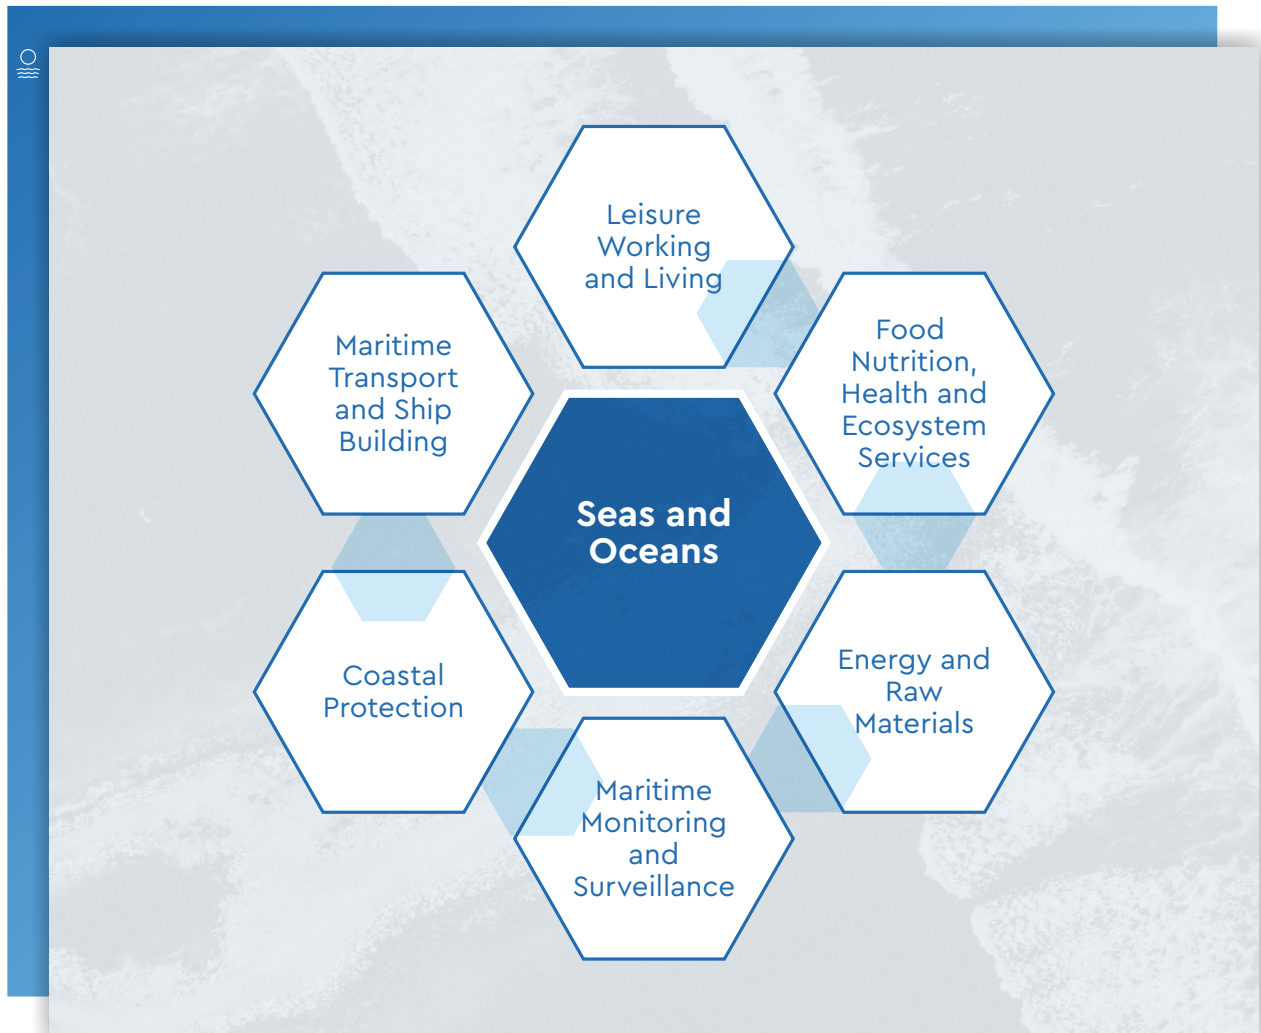 Leisure
Working
and Living
Food
Nutrition,
Health and
Ecosystem
Services
Maritime
Transport
and Ship
Building
Seas and
Oceans
Energy and
Raw
Materials
Coastal
Protection
Maritime
Monitoring
and
Surveillance